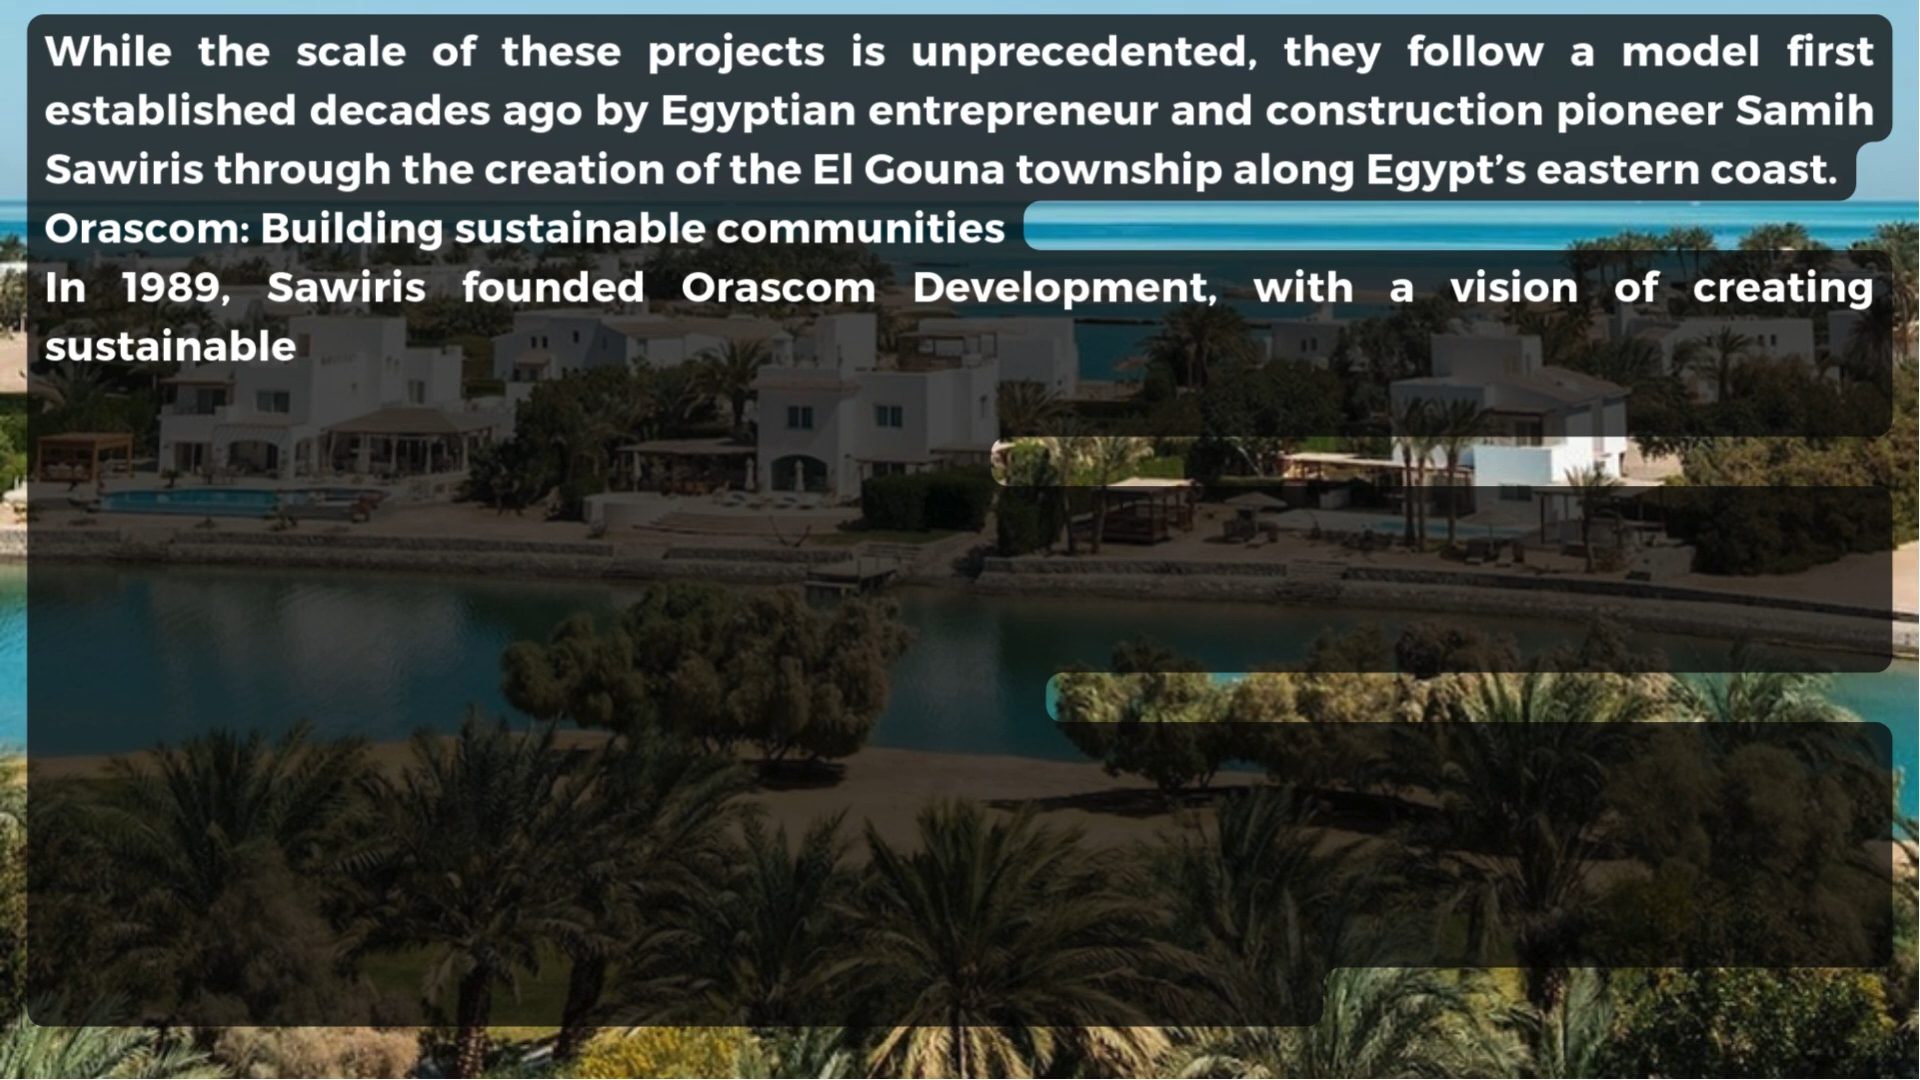 While the scale of these projects is unprecedented, they follow a model first
established decades ago by Egyptian entrepreneur and construction pioneer Samih
Sawiris through the creation of the El Gouna township along Egypt’s eastern coast.
Orascom: Building sustainable communities
In 1989, Sawiris founded Orascom Development, with a vision of creating
sustainable